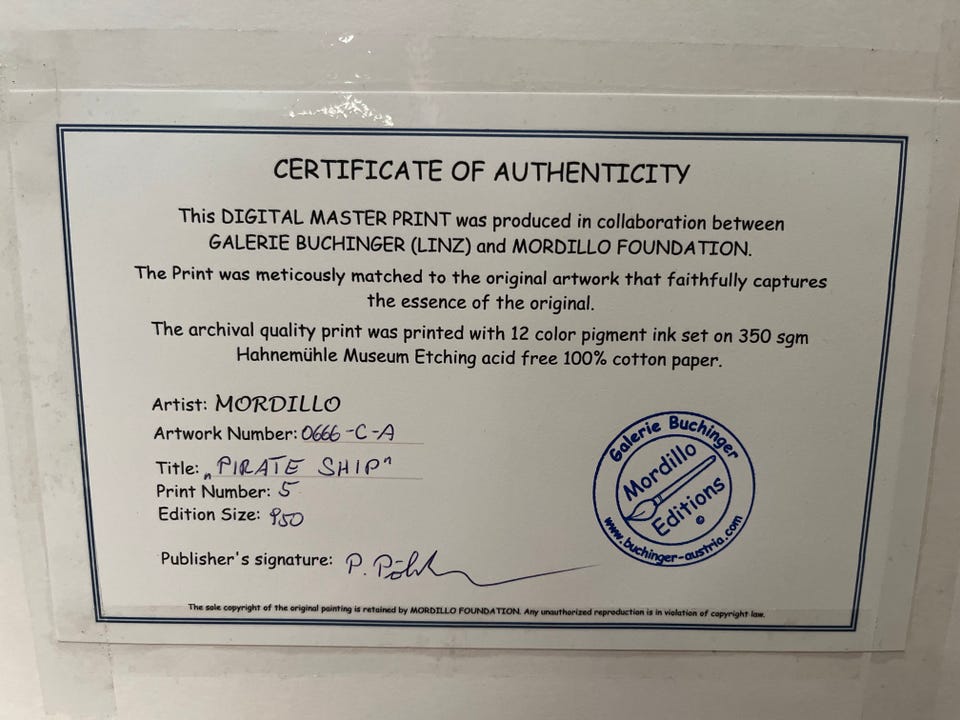 CERTIFICATE OF AUTHENTICITY
This DIGITAL MASTER PRINT was produced in collaboration between
GALERIE BUCHINGER (LINZ) and MORDILLO FOUNDATION.
The Print was meticously matched to the original artwork that faithfully captures
the essence of the original.
The archival quality print was printed with 12 color pigment ink set on 350 sgm
Hahnemühle Museum Etching acid free 100% cotton paper.
Artist: MORDILLO
Artwork Number: 0666-C-A
Title: „PIRATE SHIP"
Print Number: 5
Edition Size: 950
Publisher's signature: P.
Galerie Buchinger
Mordillo
Editions
©
www.buchinger-austria.com
The sole copyright of the original painting is retained by MORDILLO FOUNDATION. Any unauthorized reproduction is in violation of copyright law.